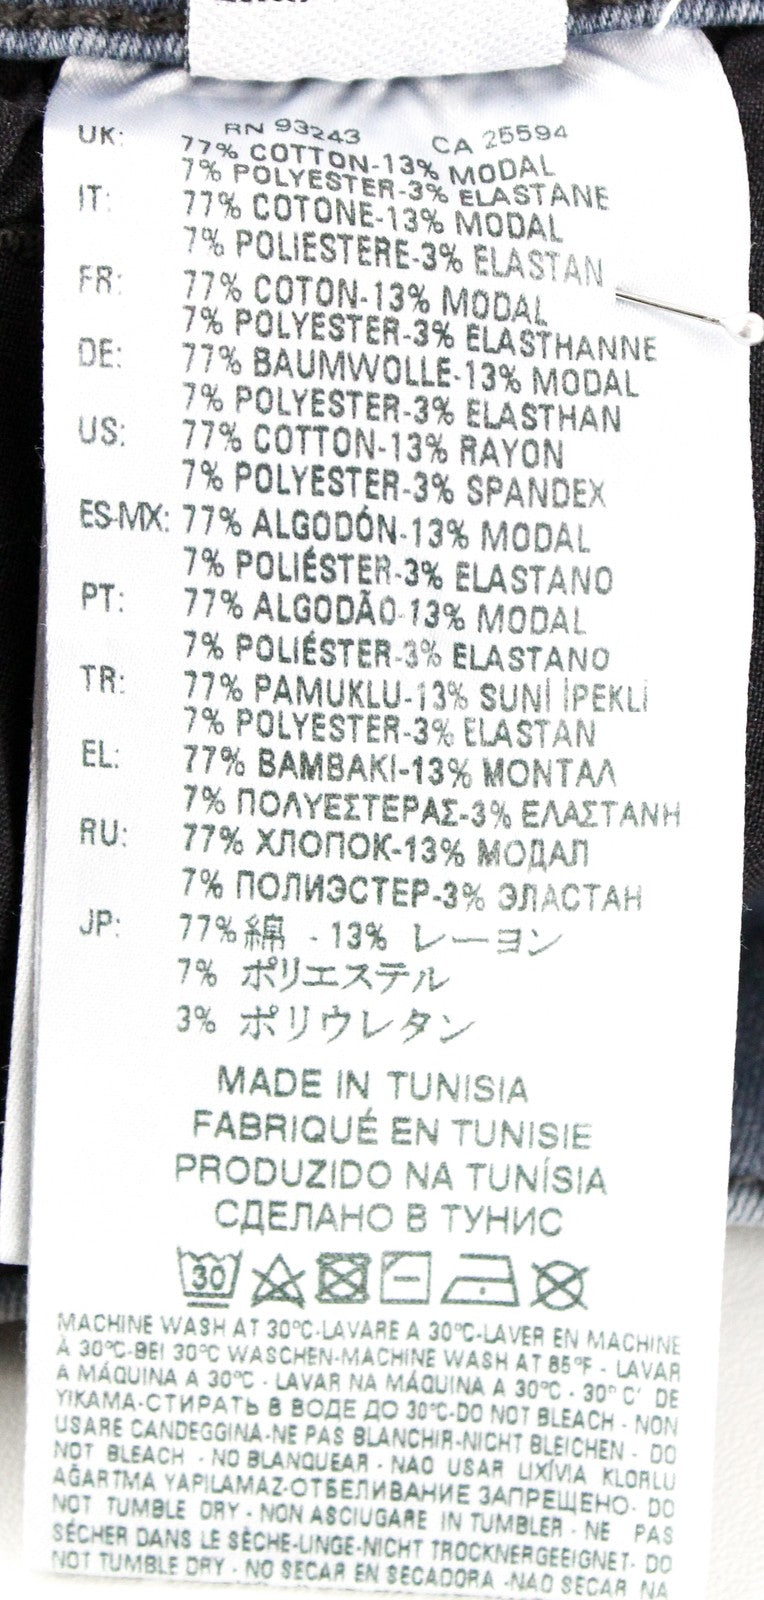 RN 93243 CA 25594
UK: 77% COTTON-13% MODAL
7% POLYESTER-3% ELASTANE
IT: 77% COTONE-13% MODAL
7% POLIESTERE-3% ELASTAN
FR: 77% COTON-13% MODAL
7% POLYESTER-3% ELASTHANNE
DE: 77% BAUMWOLLE-13% MODAL
7% POLYESTER-3% ELASTHAN
US: 77% COTTON-13% RAYON
7% POLYESTER-3% SPANDEX
ES-MX: 77% ALGODÓN-13% MODAL
7% POLIÉSTER-3% ELASTANO
PT: 77% ALGODÃO-13% MODAL
7% POLIÉSTER-3% ELASTANO
TR: 77% PAMUKLU-13% SUNİ İPEKLİ
7% POLYESTER-3% ELASTAN
EL: 77% ΒΑΜΒΑΚΙ-13% ΜΟΝΤΑΛ
7% ΠΟΛΥΕΣΤΕΡΑΣ-3% ΕΛΑΣΤΑΝΗ
RU: 77% ХЛОПОК-13% МОДАЛ
7% ПОЛИЭСТЕР-3% ЭЛАСТАН
JP: 77% 綿 - 13% レーヨン
7% ポリエステル
3% ポリウレタン
MADE IN TUNISIA
FABRIQUÉ EN TUNISIE
PRODUZIDO NA TUNÍSIA
СДЕЛАНО В ТУНИС
30
MACHINE WASH AT 30°C-LAVARE A 30°C-LAVER EN MACHINE
À 30°C-BEI 30°C WASCHEN-MACHINE WASH AT 85°F - LAVAR
A MÁQUINA A 30°C - LAVAR NA MÁQUINA A 30°C - 30° C' DE
YIKAMA-СТИРАТЬ В ВОДЕ ДО 30°C-DO NOT BLEACH - NON
USARE CANDEGGINA-NE PAS BLANCHIR-NICHT BLEICHEN - DO
NOT BLEACH - NO BLANQUEAR - NAO USAR LIXÍVIA KLORLU
AĞARTMA YAPILAMAZ-ОТБЕЛИВАНИЕ ЗАПРЕЩЕНО- DO
NOT TUMBLE DRY - NON ASCIUGARE IN TUMBLER - NE PAS
SÉCHER DANS LE SÈCHE-LINGE-NICHT TROCKNERGEEIGNET- DO
NOT TUMBLE DRY - NO SECAR EN SECADORA -NAO SECAR NA